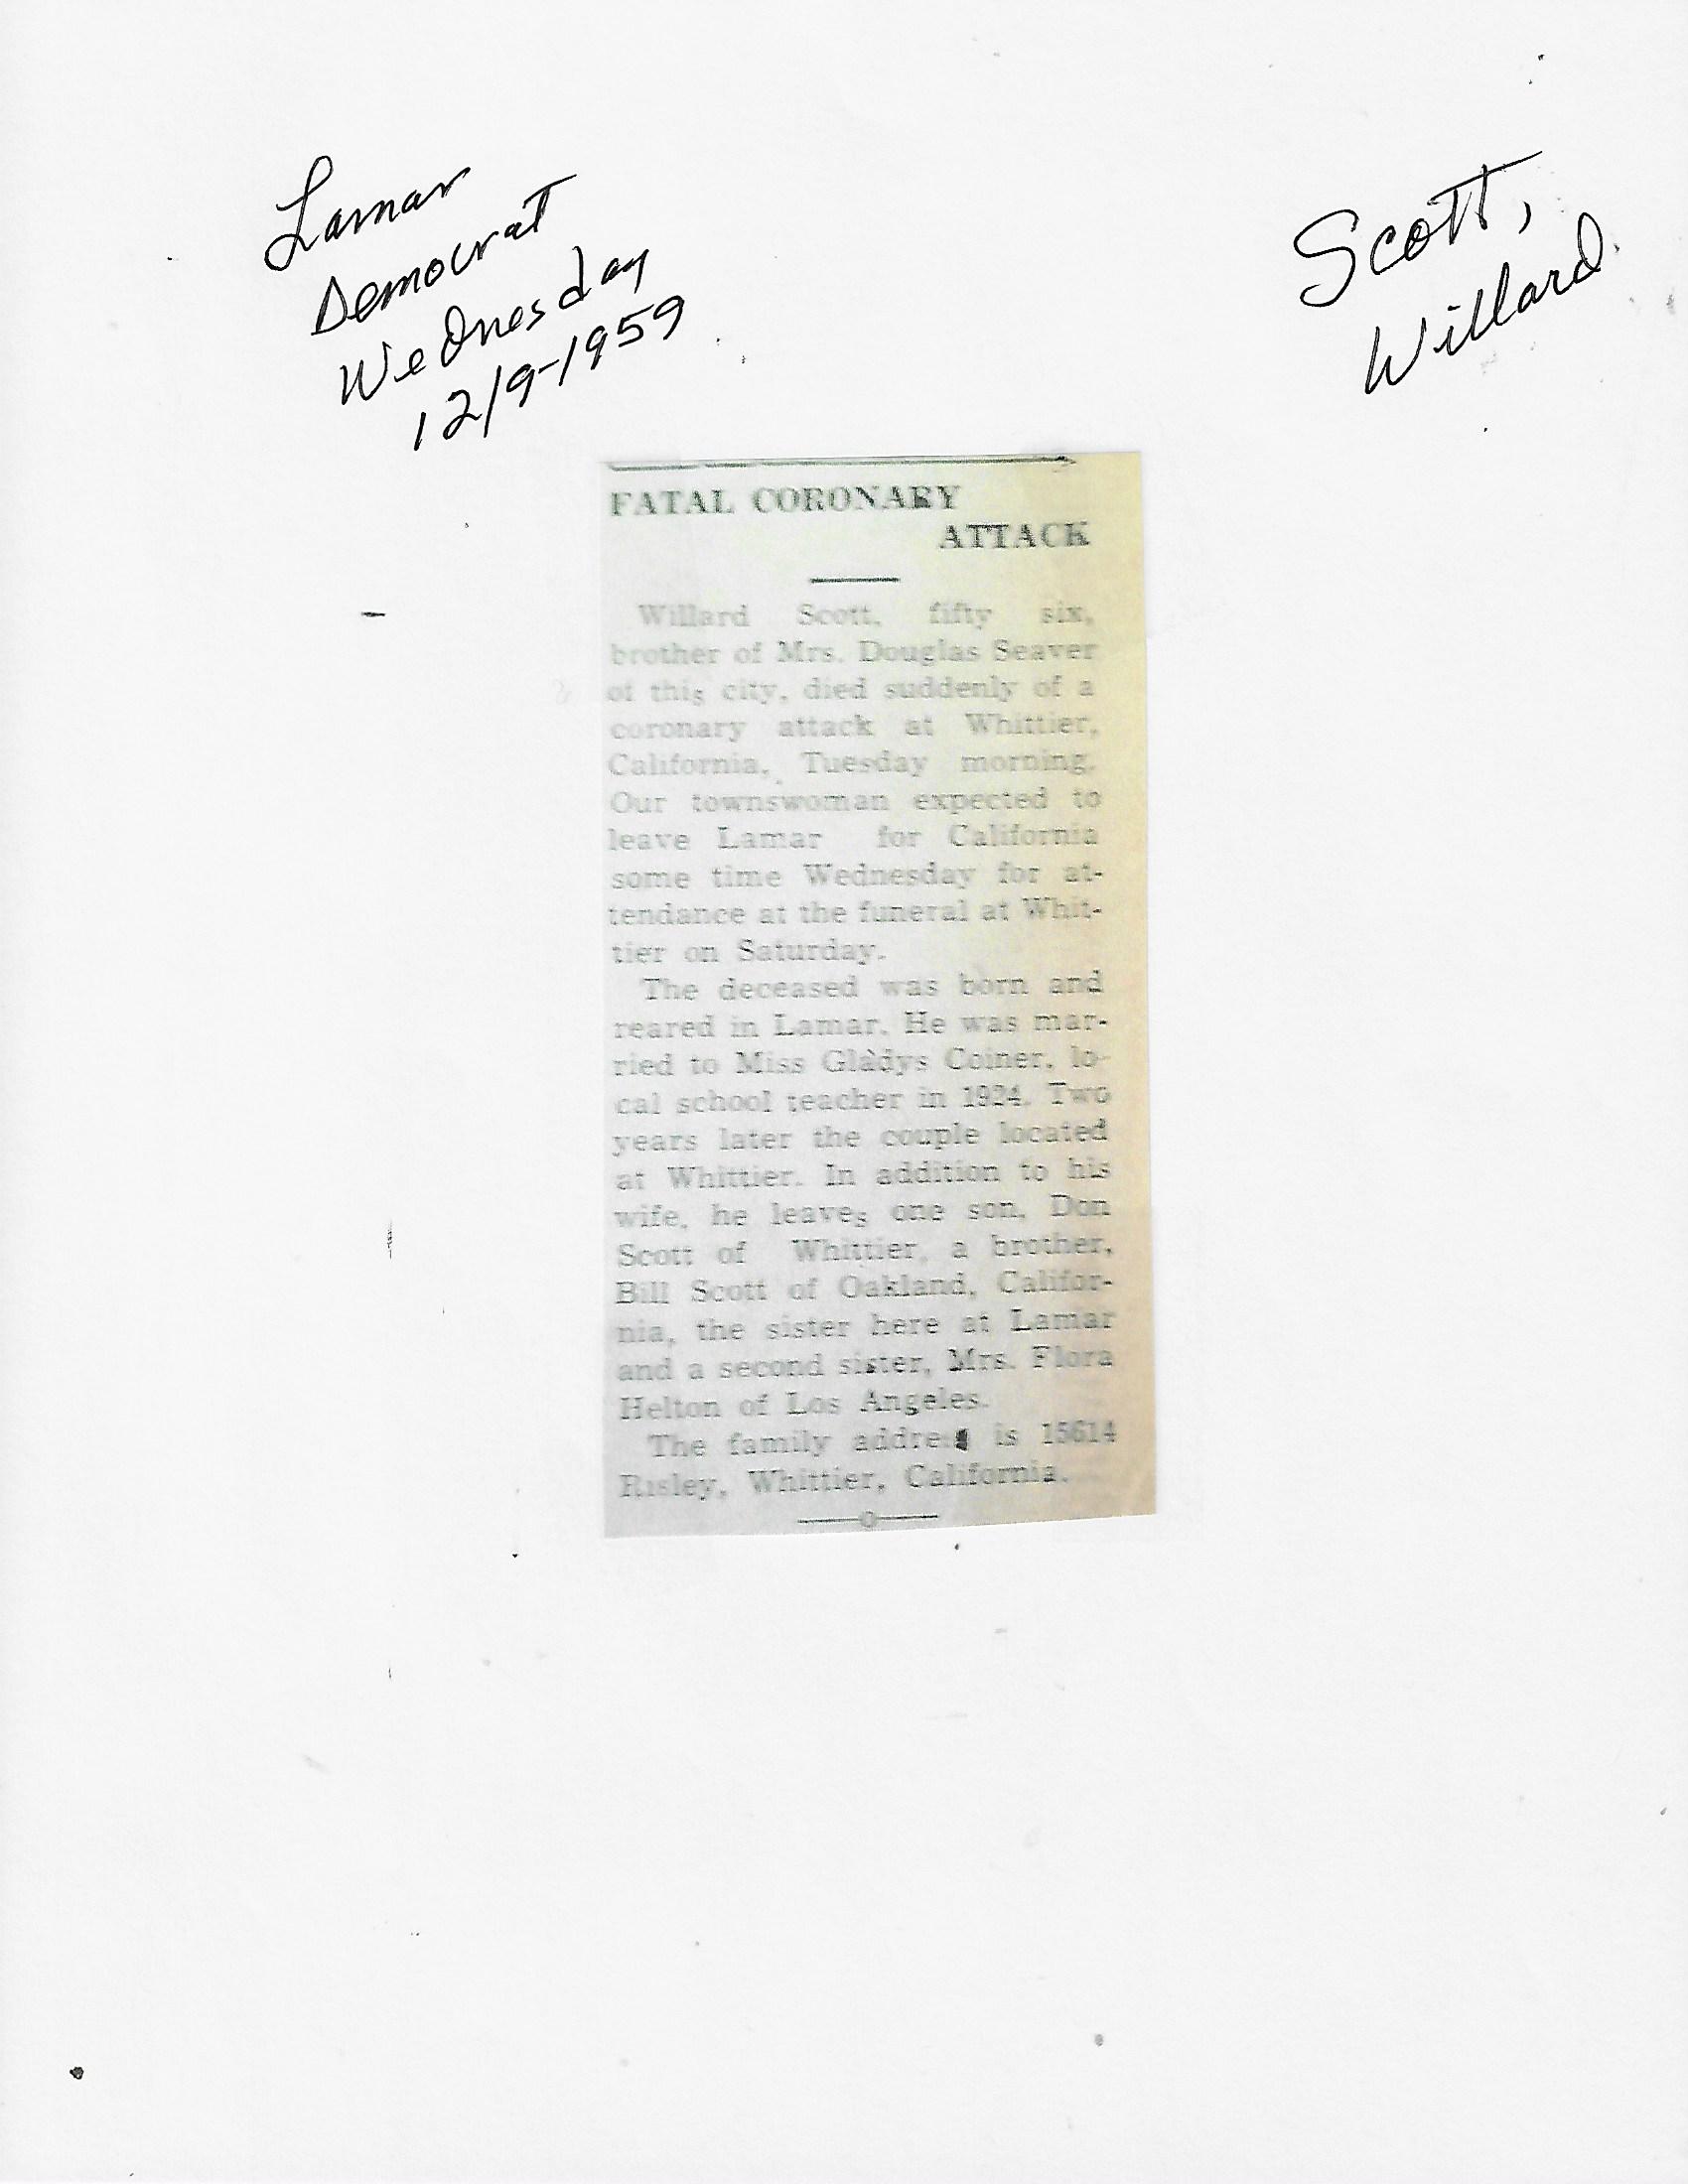 Lamar
Democrat
Wednesday
12/9-1959
Scott,
Willard
FATAL CORONARY
ATTACK
Willard Scott, fifty six,
brother of Mrs. Douglas Seaver
of this city, died suddenly of a
coronary attack at Whittier,
California, Tuesday morning.
Our townswoman expected to
leave Lamar for California
some time Wednesday for at-
tendance at the funeral at Whit-
tier on Saturday.
The deceased was born and
reared in Lamar. He was mar-
ried to Miss Gladys Coiner, lo-
cal school teacher in 1924. Two
years later the couple located
at Whittier. In addition to his
wife, he leaves one son, Don
Scott of Whittier, a brother,
Bill Scott of Oakland, Califor-
nia, the sister here at Lamar
and a second sister, Mrs. Flora
Helton of Los Angeles.
The family address is 15614
Risley, Whittier, California.